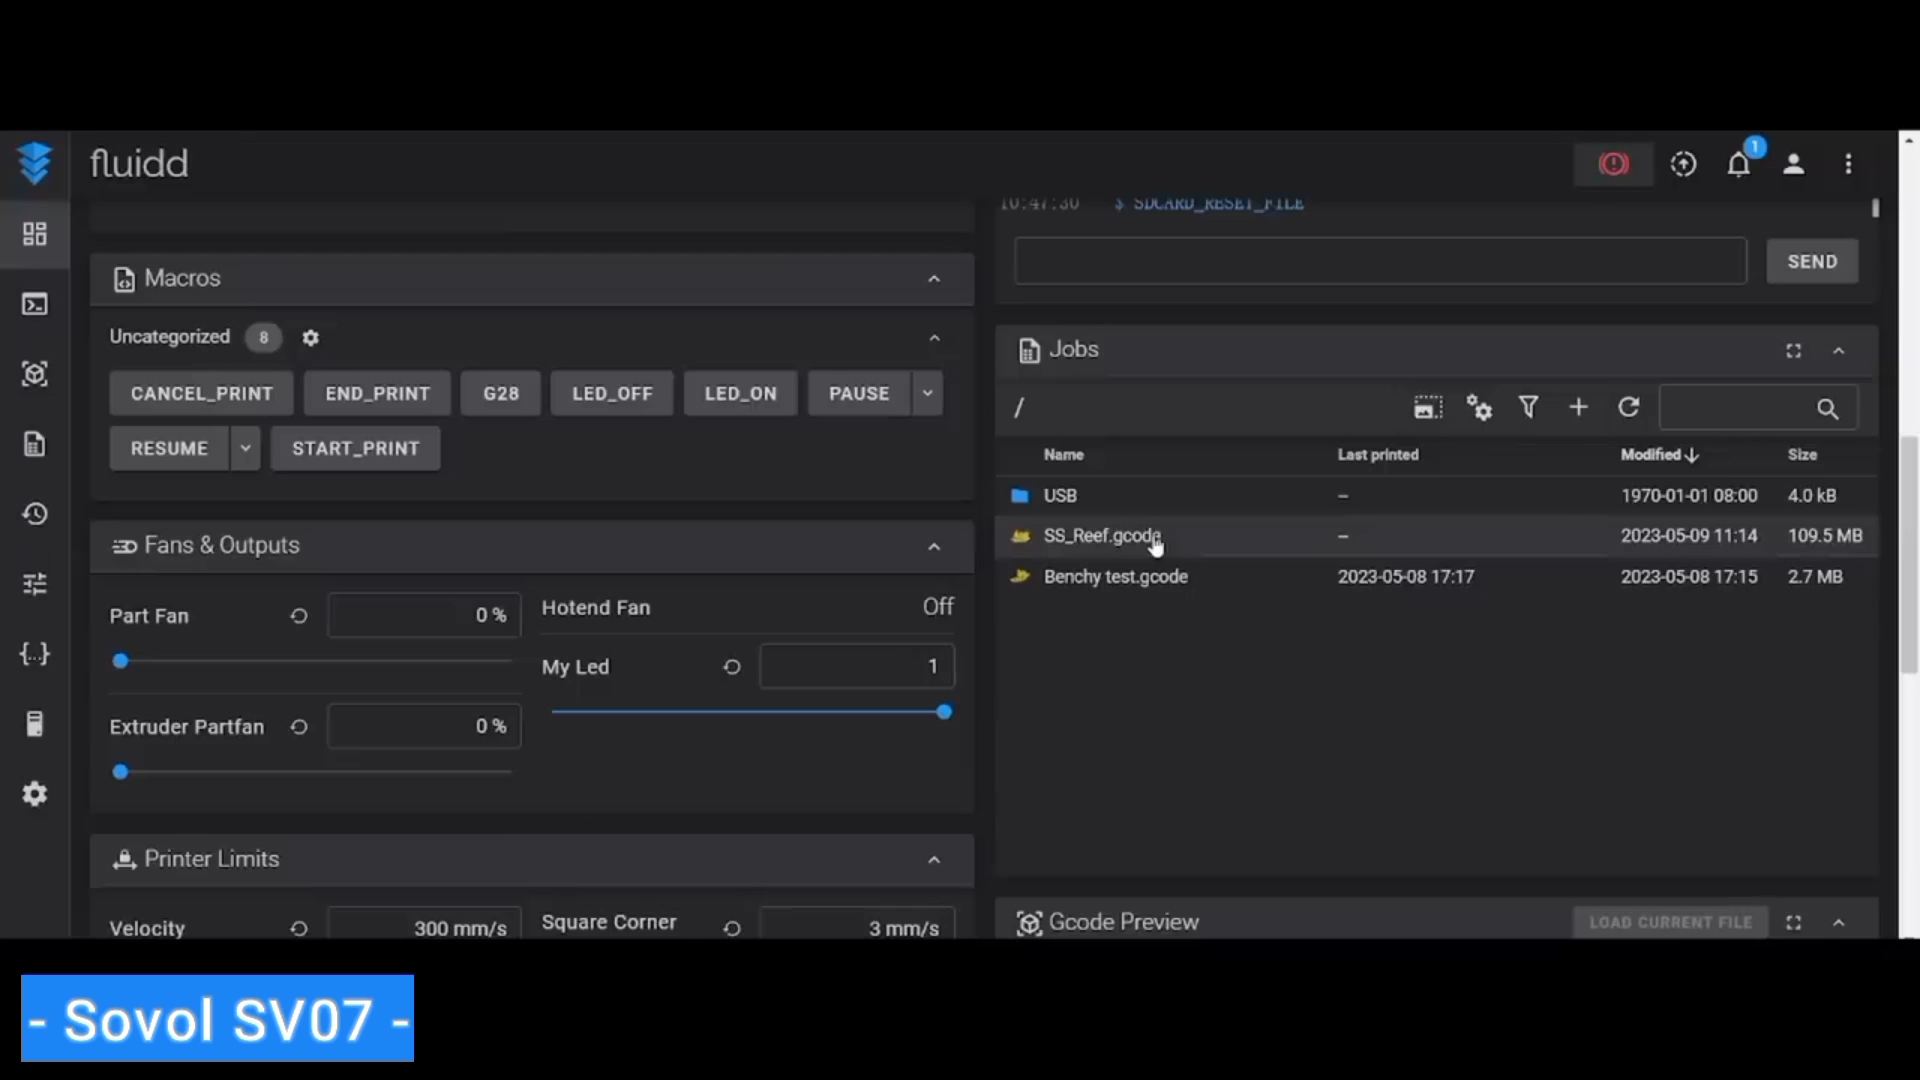 fluidd
1
10:47:30 $ SDCARD_RESET_FILE
SEND
Macros
Uncategorized 8
CANCEL_PRINT END_PRINT G28 LED_OFF LED_ON PAUSE
RESUME START_PRINT
Fans & Outputs
Part Fan 0 %
Hotend Fan Off
My Led 1
Extruder Partfan 0 %
Printer Limits
Velocity 300 mm/s
Square Corner 3 mm/s
Jobs
/
Name Last printed Modified Size
USB -- 1970-01-01 08:00 4.0 kB
SS_Reef.gcode -- 2023-05-09 11:14 109.5 MB
Benchy test.gcode 2023-05-08 17:17 2023-05-08 17:15 2.7 MB
Gcode Preview LOAD CURRENT FILE
- Sovol SV07 -